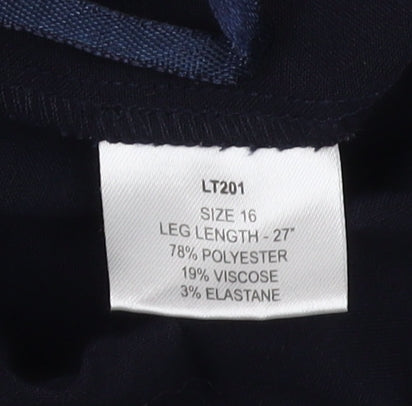 LT201
SIZE 16
LEG LENGTH - 27"
78% POLYESTER
19% VISCOSE
3% ELASTANE